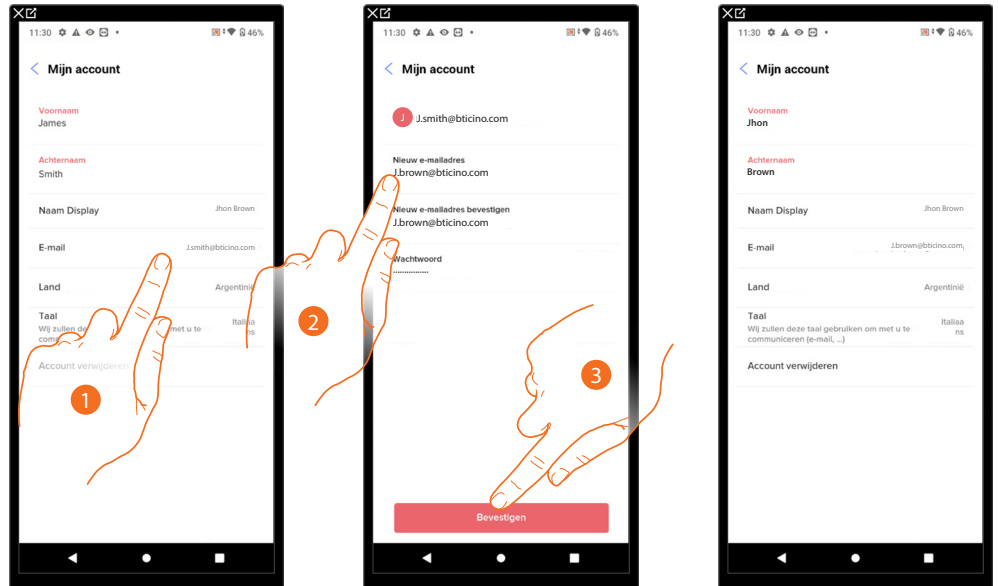 11:30
46%
Mijn account
Voornaam
James
Achternaam
Smith
Naam Display
Jhon Brown
E-mail
J.smith@bticino.com
Land
Argentinië
Taal
Wij zullen de met u te
com
Italiaa
ns
Account verwijderen
1
11:30
46%
Mijn account
J
J.smith@bticino.com
Nieuw e-mailadres
J.brown@bticino.com
Nieuw e-mailadres bevestigen
J.brown@bticino.com
Wachtwoord
................
2
3
Bevestigen
11:30
46%
Mijn account
Voornaam
Jhon
Achternaam
Brown
Naam Display
Jhon Brown
E-mail
J.brown@bticino.com
Land
Argentinië
Taal
Wij zullen deze taal gebruiken om met u te
communiceren (e-mail, ...)
Italiaa
ns
Account verwijderen